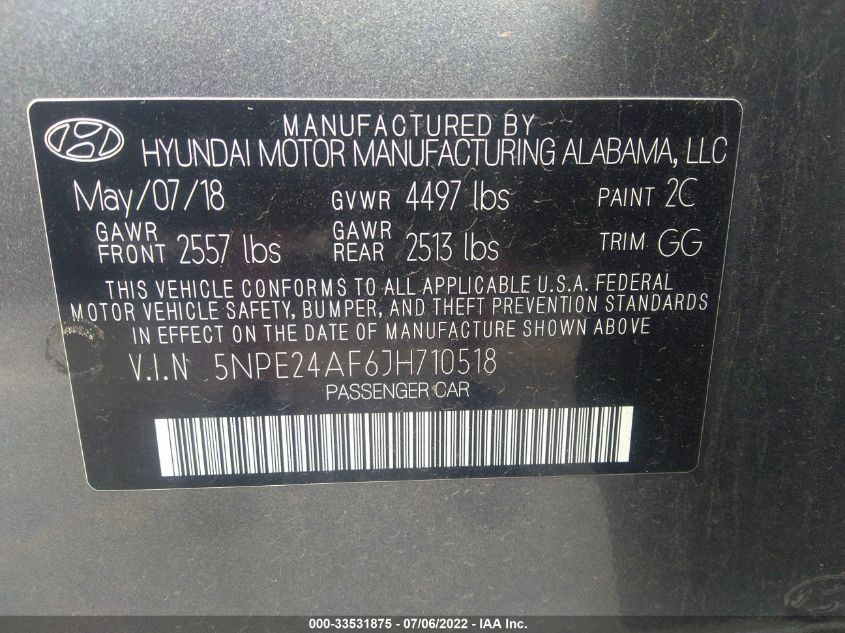 MANUFACTURED BY
HYUNDAI MOTOR MANUFACTURING ALABAMA, LLC
May/07/18 GVWR 4497 lbs PAINT 2C
GAWR FRONT 2557 lbs GAWR REAR 2513 lbs TRIM GG
THIS VEHICLE CONFORMS TO ALL APPLICABLE U.S.A. FEDERAL
MOTOR VEHICLE SAFETY, BUMPER, AND THEFT PREVENTION STANDARDS
IN EFFECT ON THE DATE OF MANUFACTURE SHOWN ABOVE
V.I.N 5NPE24AF6JH710518
PASSENGER CAR
000-33531875 - 07/06/2022 - IAA Inc.